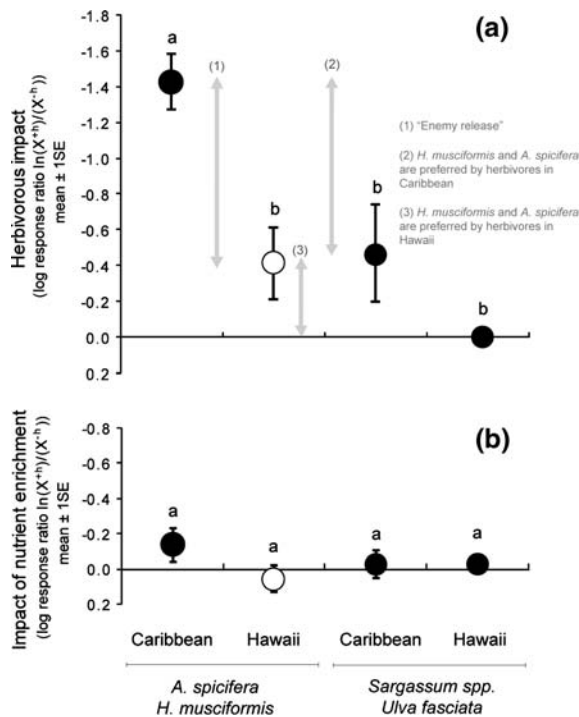 (a)
Herbivorous impact
(log response ratio ln(X⁺ʰ)/(X⁻ʰ))
mean ± 1SE
-1.8
-1.6
-1.4
-1.2
-1.0
-0.8
-0.6
-0.4
-0.2
0.0
0.2
a
b
b
b
(1)
(2)
(3)
(1) "Enemy release"
(2) H. musciformis and A. spicifera
are preferred by herbivores in
Caribbean
(3) H. musciformis and A. spicifera
are preferred by herbivores in
Hawaii
(b)
Impact of nutrient enrichment
(log response ratio ln(X⁺ʰ)/(X⁻ʰ))
mean ± 1SE
-0.8
-0.6
-0.4
-0.2
0.0
0.2
a
a
a
a
Caribbean Hawaii Caribbean Hawaii
A. spicifera
H. musciformis
Sargassum spp.
Ulva fasciata